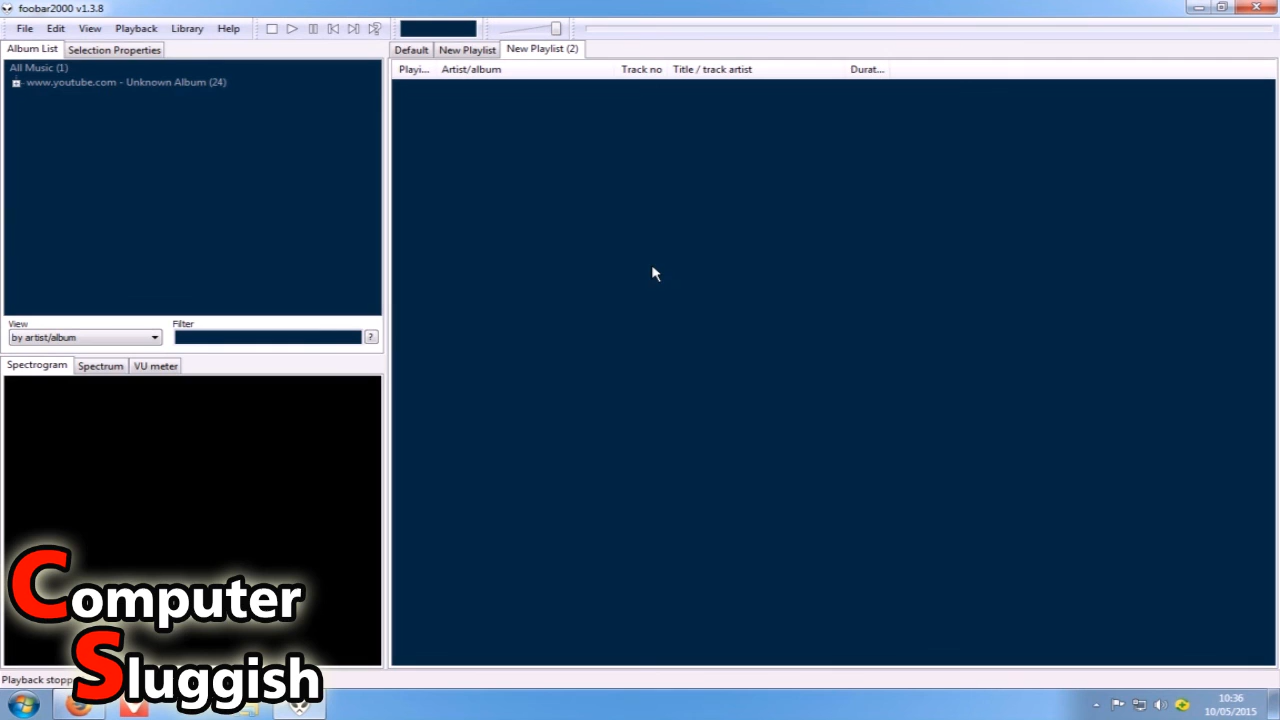 foobar2000 v1.3.8
File Edit View Playback Library Help
Album List Selection Properties
All Music (1)
www.youtube.com - Unknown Album (24)
View Filter
by artist/album ?
Spectrogram Spectrum VU meter
Default New Playlist New Playlist (2)
Playi... Artist/album Track no Title / track artist Durat...
Computer
Sluggish
Playback
10:36
10/05/2015